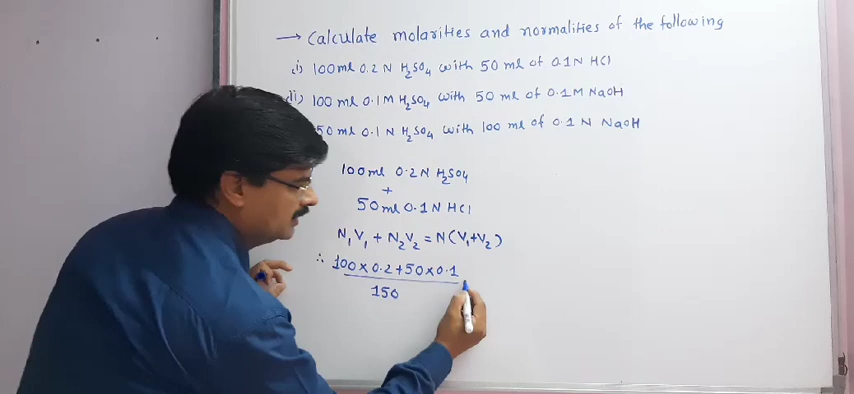 → Calculate molarities and normalities of the following
i) 100ml 0.2 N H₂SO₄ with 50 ml of 0.1N HCl
ii) 100 ml 0.1 M H₂SO₄ with 50 ml of 0.1M NaOH
50 ml 0.1 N H₂SO₄ with 100 ml of 0.1 N NaOH
100ml 0.2 N H₂SO₄
+
50ml 0.1 N HCl
N₁V₁ + N₂V₂ = N(V₁+V₂)
∴ 100 × 0.2 + 50 × 0.1
150